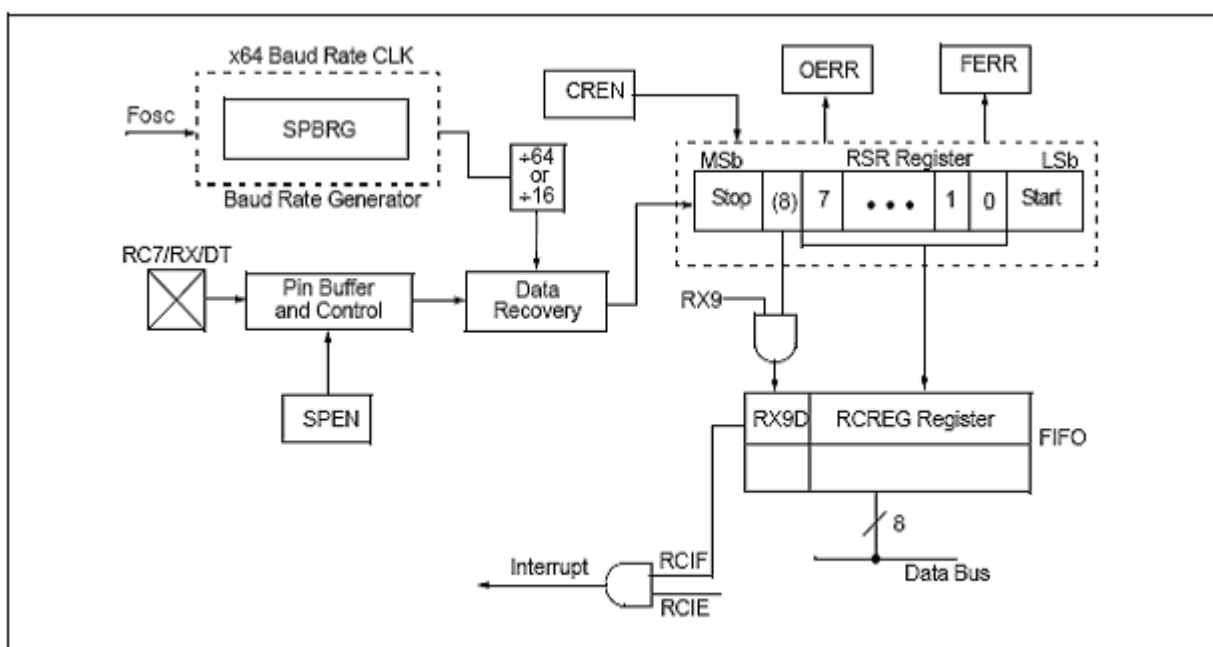 x64 Baud Rate CLK
Fosc
SPBRG
Baud Rate Generator
÷64
or
÷16
CREN
OERR
FERR
MSb
RSR Register
LSb
Stop
(8)
7
• • •
1
0
Start
RC7/RX/DT
Pin Buffer
and Control
Data
Recovery
SPEN
RX9
RX9D
RCREG Register
FIFO
8
Data Bus
Interrupt
RCIF
RCIE